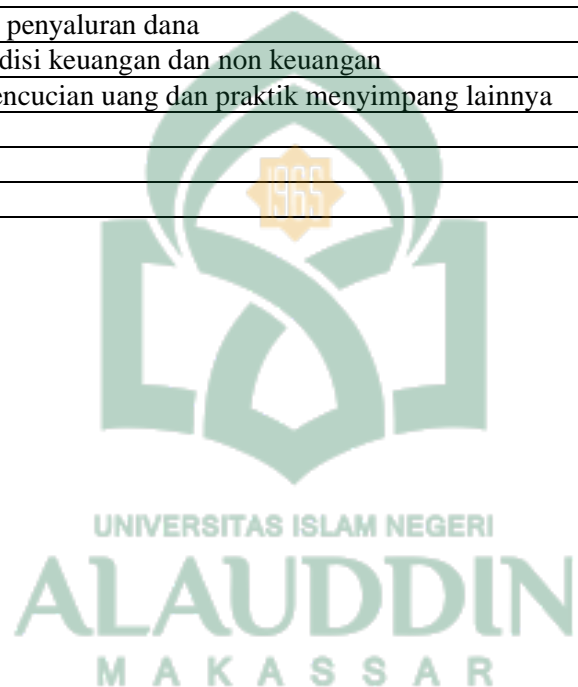 penyaluran dana
disi keuangan dan non keuangan
encucian uang dan praktik menyimpang lainnya
1965
UNIVERSITAS ISLAM NEGERI
ALAUDDIN
MAKASSAR